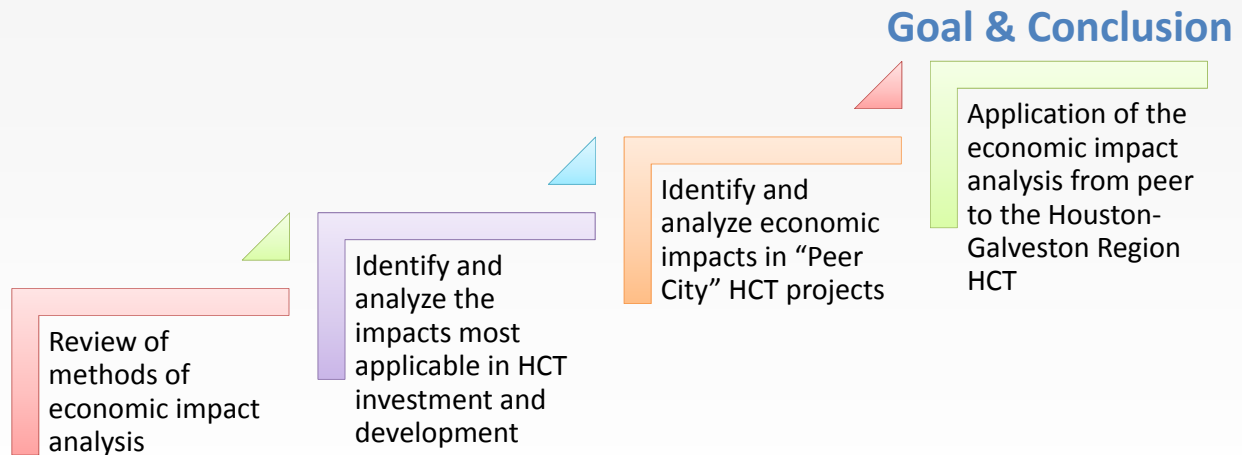 Goal & Conclusion
Review of
methods of
economic impact
analysis
Identify and
analyze the
impacts most
applicable in HCT
investment and
development
Identify and
analyze economic
impacts in “Peer
City” HCT projects
Application of the
economic impact
analysis from peer
to the Houston-
Galveston Region
HCT